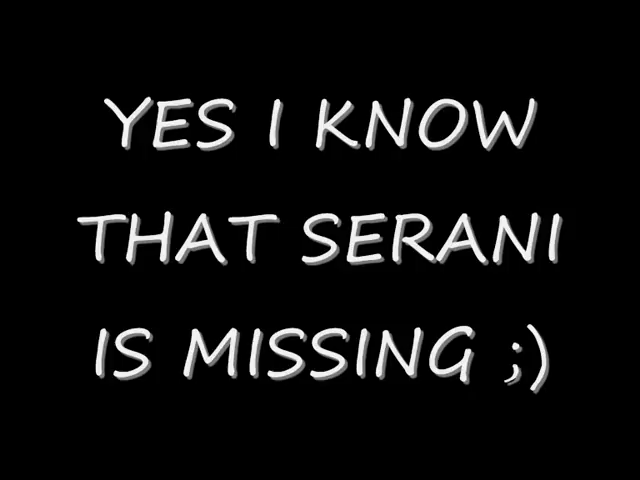 YES I KNOW
THAT SERANI
IS MISSING ;)